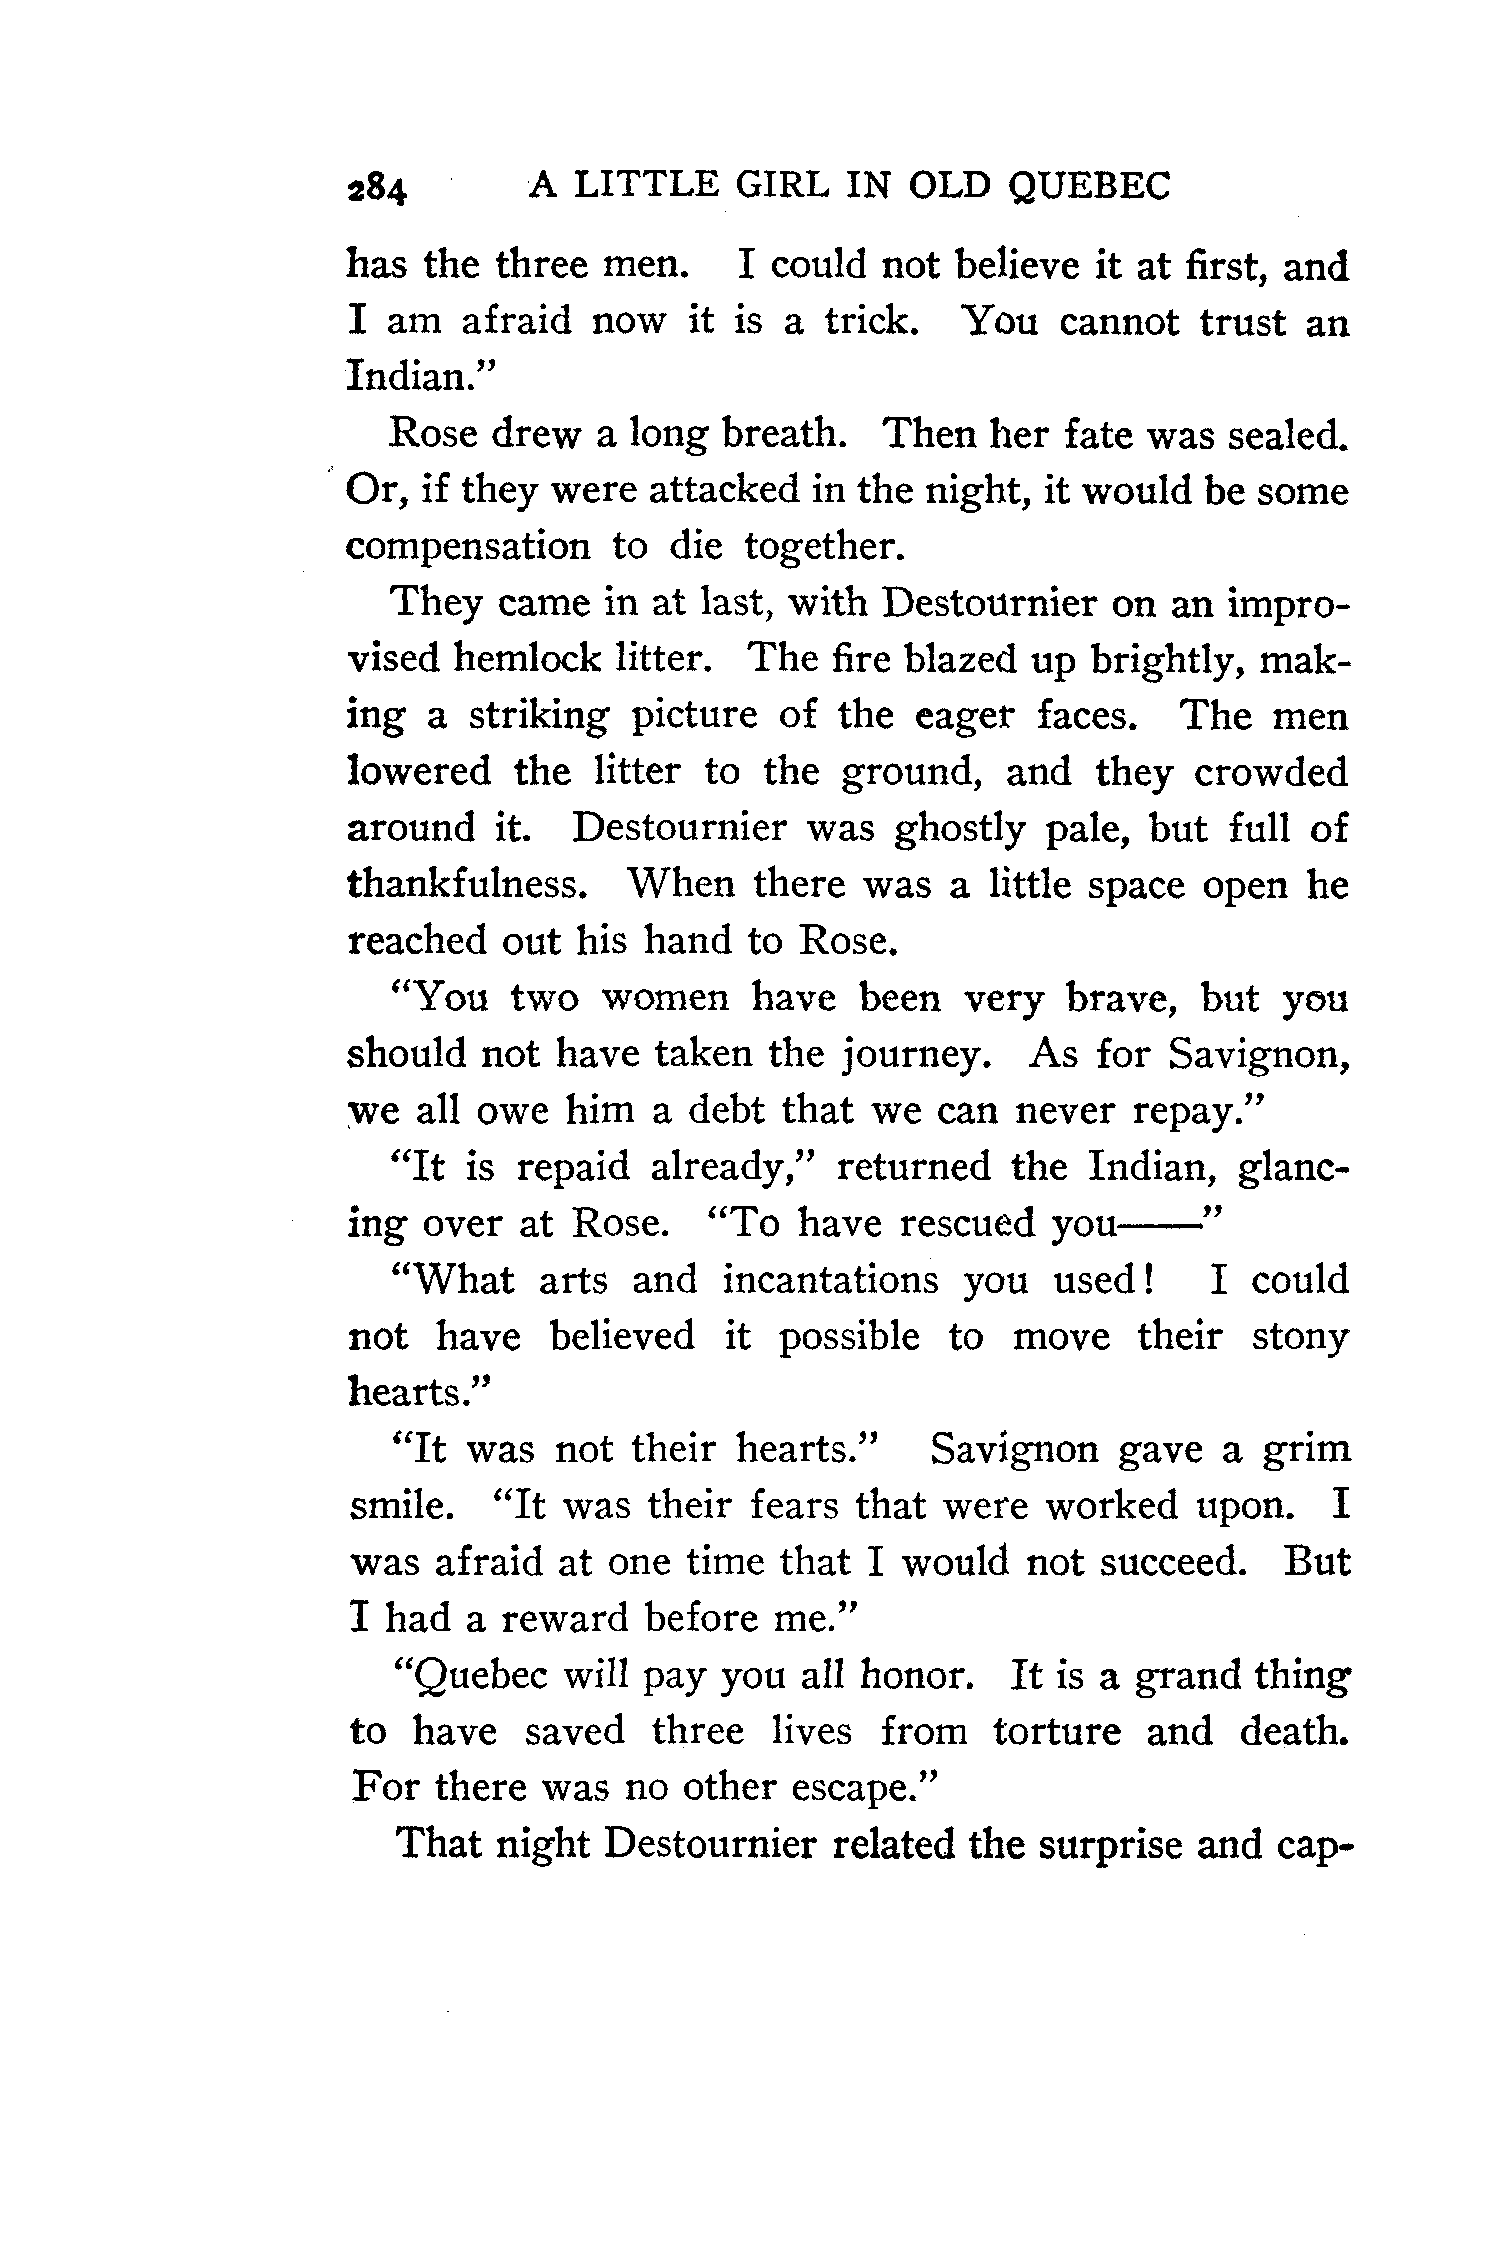 284 A LITTLE GIRL IN OLD QUEBEC
has the three men. I could not believe it at first, and
I am afraid now it is a trick. You cannot trust an
Indian.”
Rose drew a long breath. Then her fate was sealed.
Or, if they were attacked in the night, it would be some
compensation to die together.
They came in at last, with Destournier on an impro-
vised hemlock litter. The fire blazed up brightly, mak-
ing a striking picture of the eager faces. The men
lowered the litter to the ground, and they crowded
around it. Destournier was ghostly pale, but full of
thankfulness. When there was a little space open he
reached out his hand to Rose.
“You two women have been very brave, but you
should not have taken the journey. As for Savignon,
we all owe him a debt that we can never repay.”
“It is repaid already,” returned the Indian, glanc-
ing over at Rose. “To have rescued you——”
“What arts and incantations you used! I could
not have believed it possible to move their stony
hearts.”
“It was not their hearts.” Savignon gave a grim
smile. “It was their fears that were worked upon. I
was afraid at one time that I would not succeed. But
I had a reward before me.”
“Quebec will pay you all honor. It is a grand thing
to have saved three lives from torture and death.
For there was no other escape.”
That night Destournier related the surprise and cap-